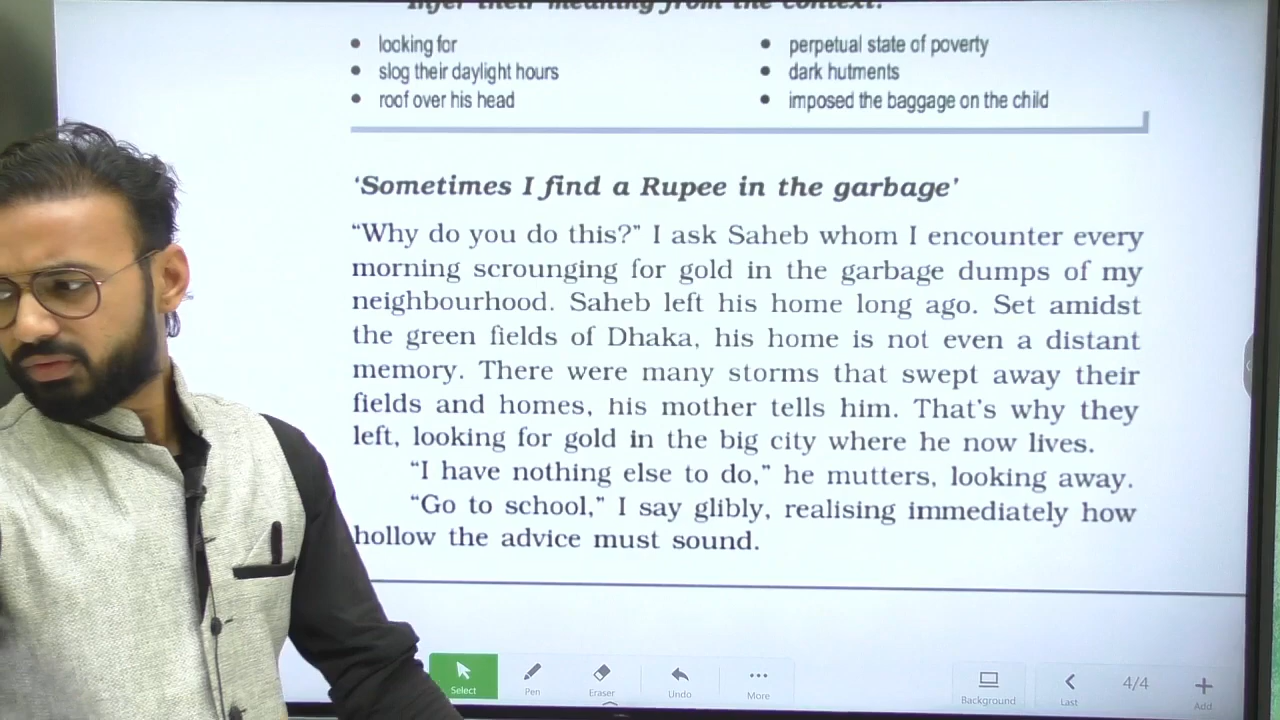 infer their meaning from the context.
looking for
slog their daylight hours
roof over his head
perpetual state of poverty
dark hutments
imposed the baggage on the child
‘Sometimes I find a Rupee in the garbage’
“Why do you do this?” I ask Saheb whom I encounter every
morning scrounging for gold in the garbage dumps of my
neighbourhood. Saheb left his home long ago. Set amidst
the green fields of Dhaka, his home is not even a distant
memory. There were many storms that swept away their
fields and homes, his mother tells him. That’s why they
left, looking for gold in the big city where he now lives.
“I have nothing else to do,” he mutters, looking away.
“Go to school,” I say glibly, realising immediately how
hollow the advice must sound.
Select
Pen
Eraser
Undo
More
Background
Last
4/4
Add